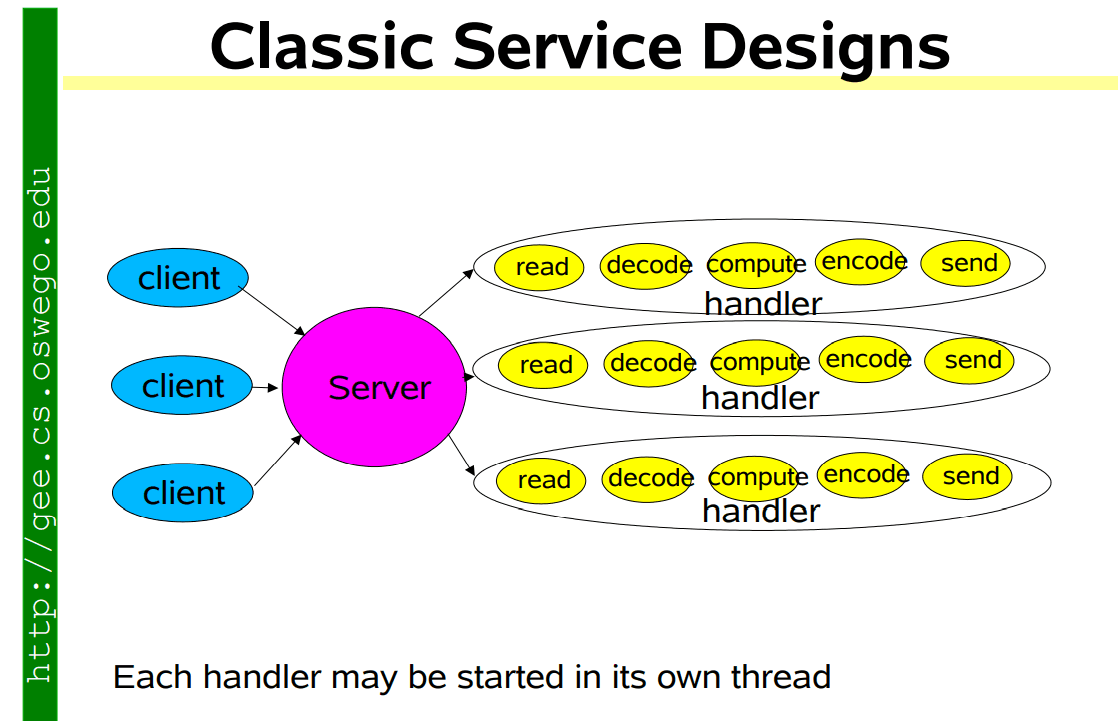 Classic Service Designs
http://gee.cs.oswego.edu
client
client
client
Server
read decode compute encode send
handler
read decode compute encode send
handler
read decode compute encode send
handler
Each handler may be started in its own thread